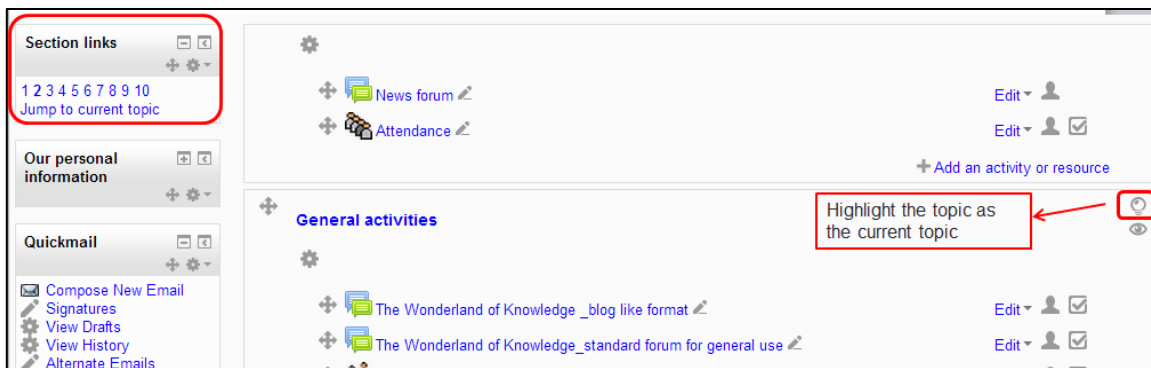 Section links
1 2 3 4 5 6 7 8 9 10
Jump to current topic
Our personal
information
Quickmail
Compose New Email
Signatures
View Drafts
View History
Alternate Emails
News forum
Edit
Attendance
Edit
Add an activity or resource
General activities
Highlight the topic as
the current topic
The Wonderland of Knowledge _blog like format
Edit
The Wonderland of Knowledge_standard forum for general use
Edit